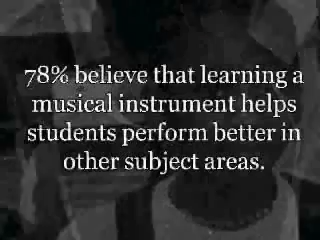 78% believe that learning a
musical instrument helps
students perform better in
other subject areas.